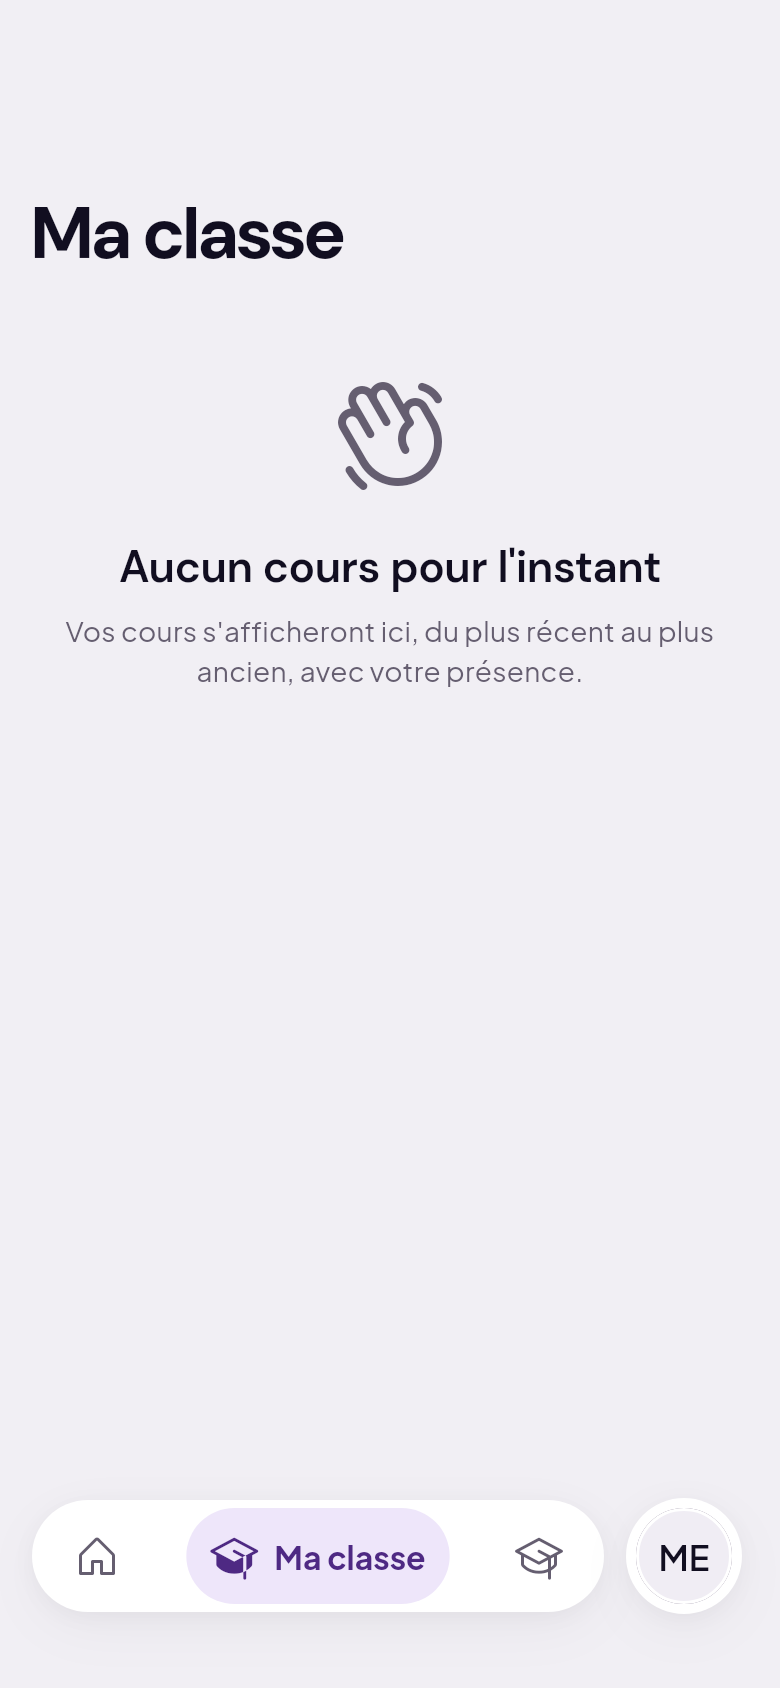 Ma classe
Aucun cours pour l'instant
Vos cours s'afficheront ici, du plus récent au plus
ancien, avec votre présence.
Ma classe
ME